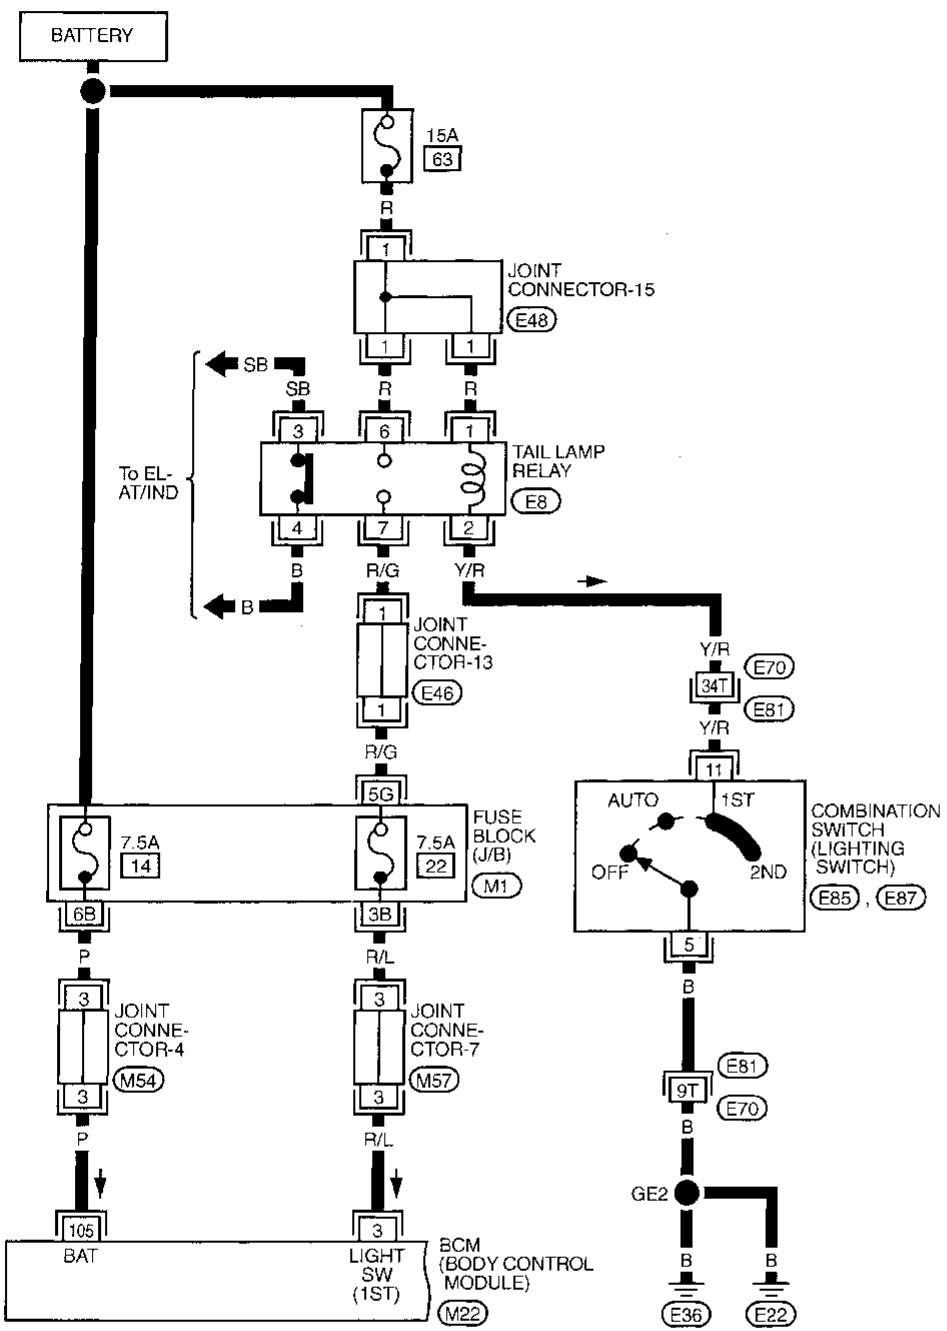 BATTERY
15A
63
R
1
JOINT
CONNECTOR-15
E48
1
1
SB
SB
R
R
3
6
1
TAIL LAMP
RELAY
E8
To EL-
AT/IND
4
7
2
B
R/G
Y/R
B
1
JOINT
CONNE-
CTOR-13
E46
1
R/G
Y/R
E70
34T
E81
Y/R
11
5G
FUSE
BLOCK
(J/B)
M1
7.5A
14
7.5A
22
6B
3B
AUTO
1ST
OFF
2ND
COMBINATION
SWITCH
(LIGHTING
SWITCH)
E85 , E87
5
B
P
R/L
3
JOINT
CONNE-
CTOR-4
M54
3
3
JOINT
CONNE-
CTOR-7
M57
3
E81
9T
E70
B
P
R/L
GE2
105
BAT
3
LIGHT
SW
(1ST)
BCM
(BODY CONTROL
MODULE)
M22
B
B
E36
E22